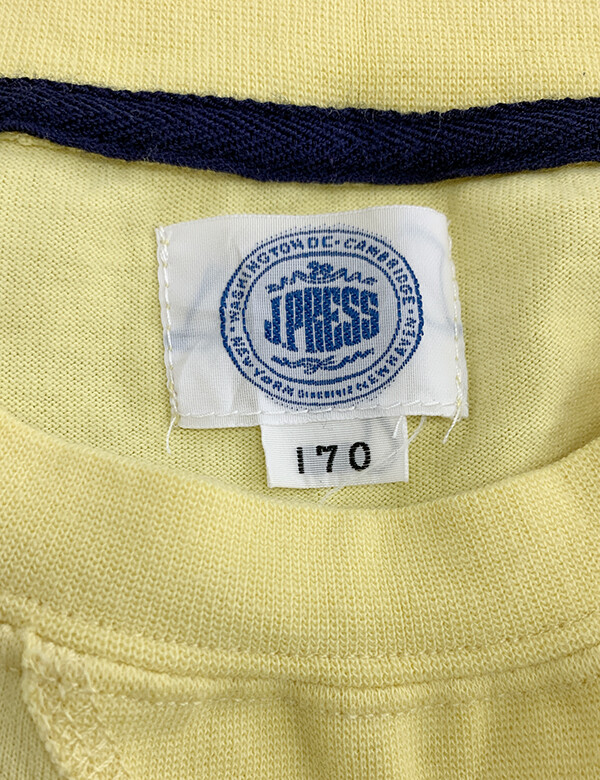 WASHINGTON DC · CAMBRIDGE
J.PRESS
NEW YORK
NEW HAVEN
170